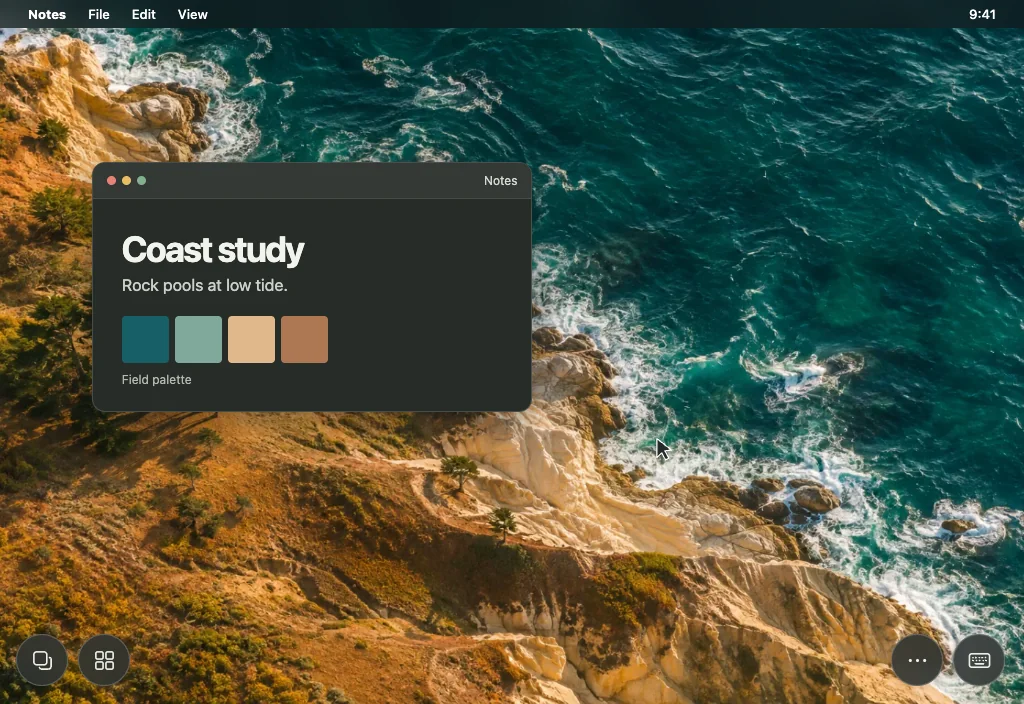 Notes File Edit View 9:41
Notes
Coast study
Rock pools at low tide.
Field palette